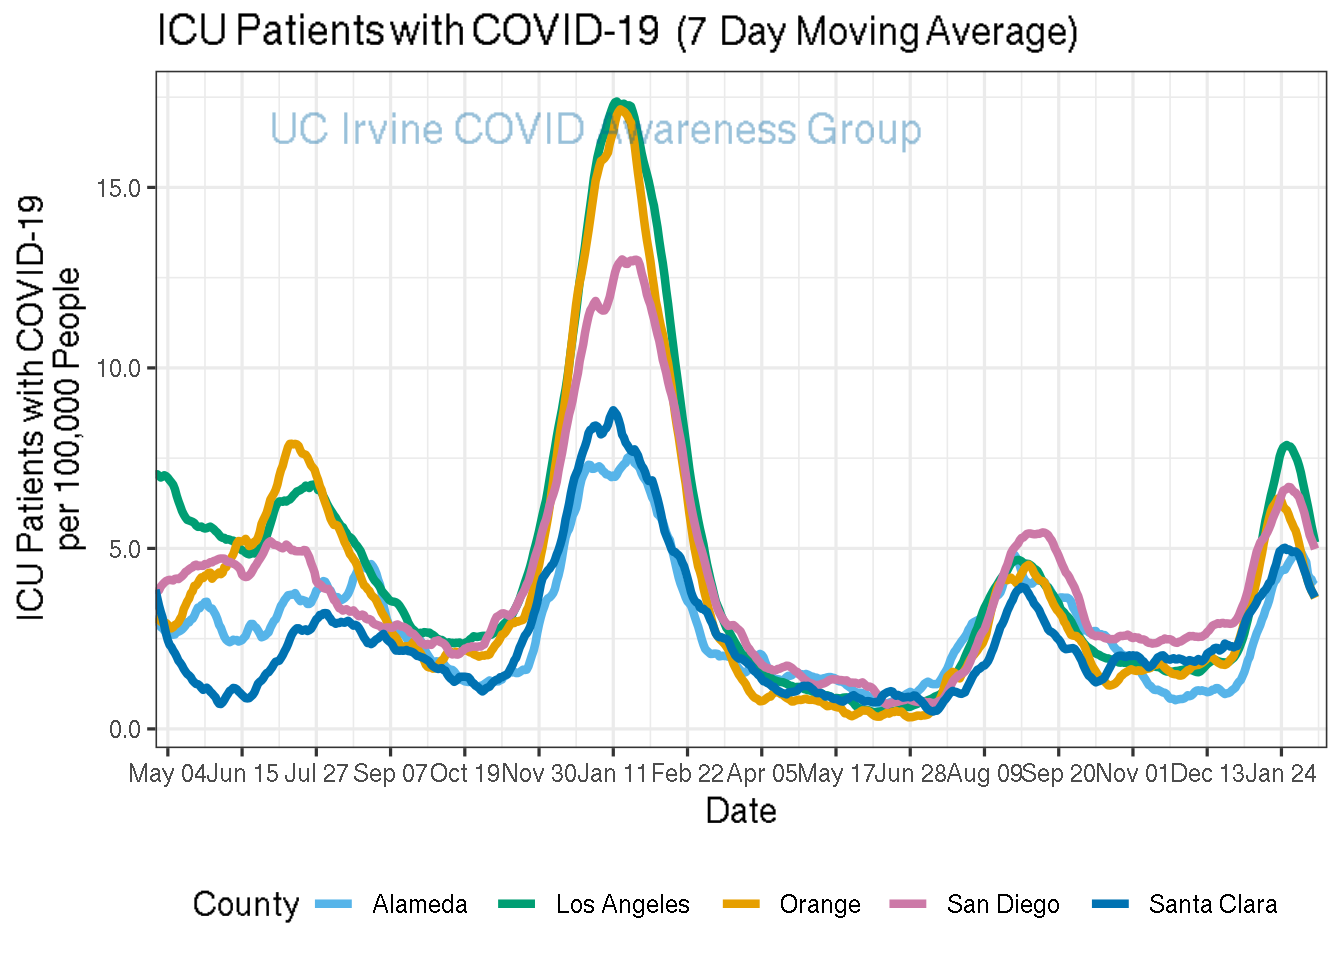 ICU Patients with COVID-19 (7 Day Moving Average)
UC Irvine COVID Awareness Group
ICU Patients with COVID-19
per 100,000 People
15.0
10.0
5.0
0.0
May 04 Jun 15 Jul 27 Sep 07 Oct 19 Nov 30 Jan 11 Feb 22 Apr 05 May 17 Jun 28 Aug 09 Sep 20 Nov 01 Dec 13 Jan 24
Date
County Alameda Los Angeles Orange San Diego Santa Clara